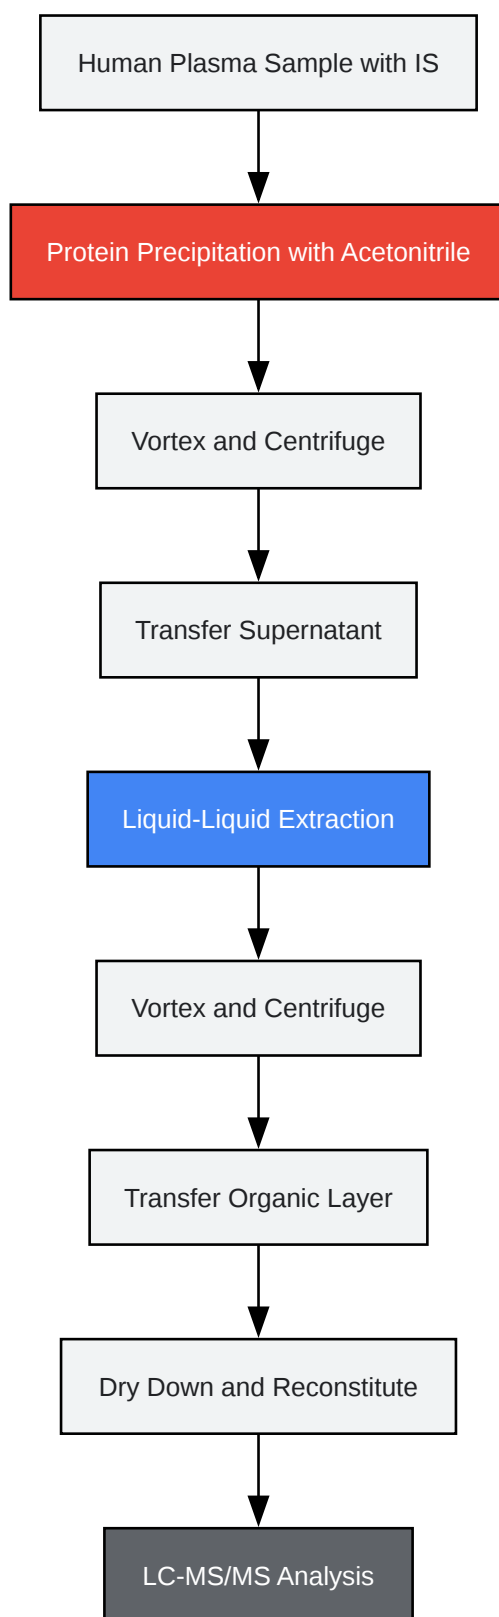 Human Plasma Sample with IS
Protein Precipitation with Acetonitrile
Vortex and Centrifuge
Transfer Supernatant
Liquid-Liquid Extraction
Vortex and Centrifuge
Transfer Organic Layer
Dry Down and Reconstitute
LC-MS/MS Analysis